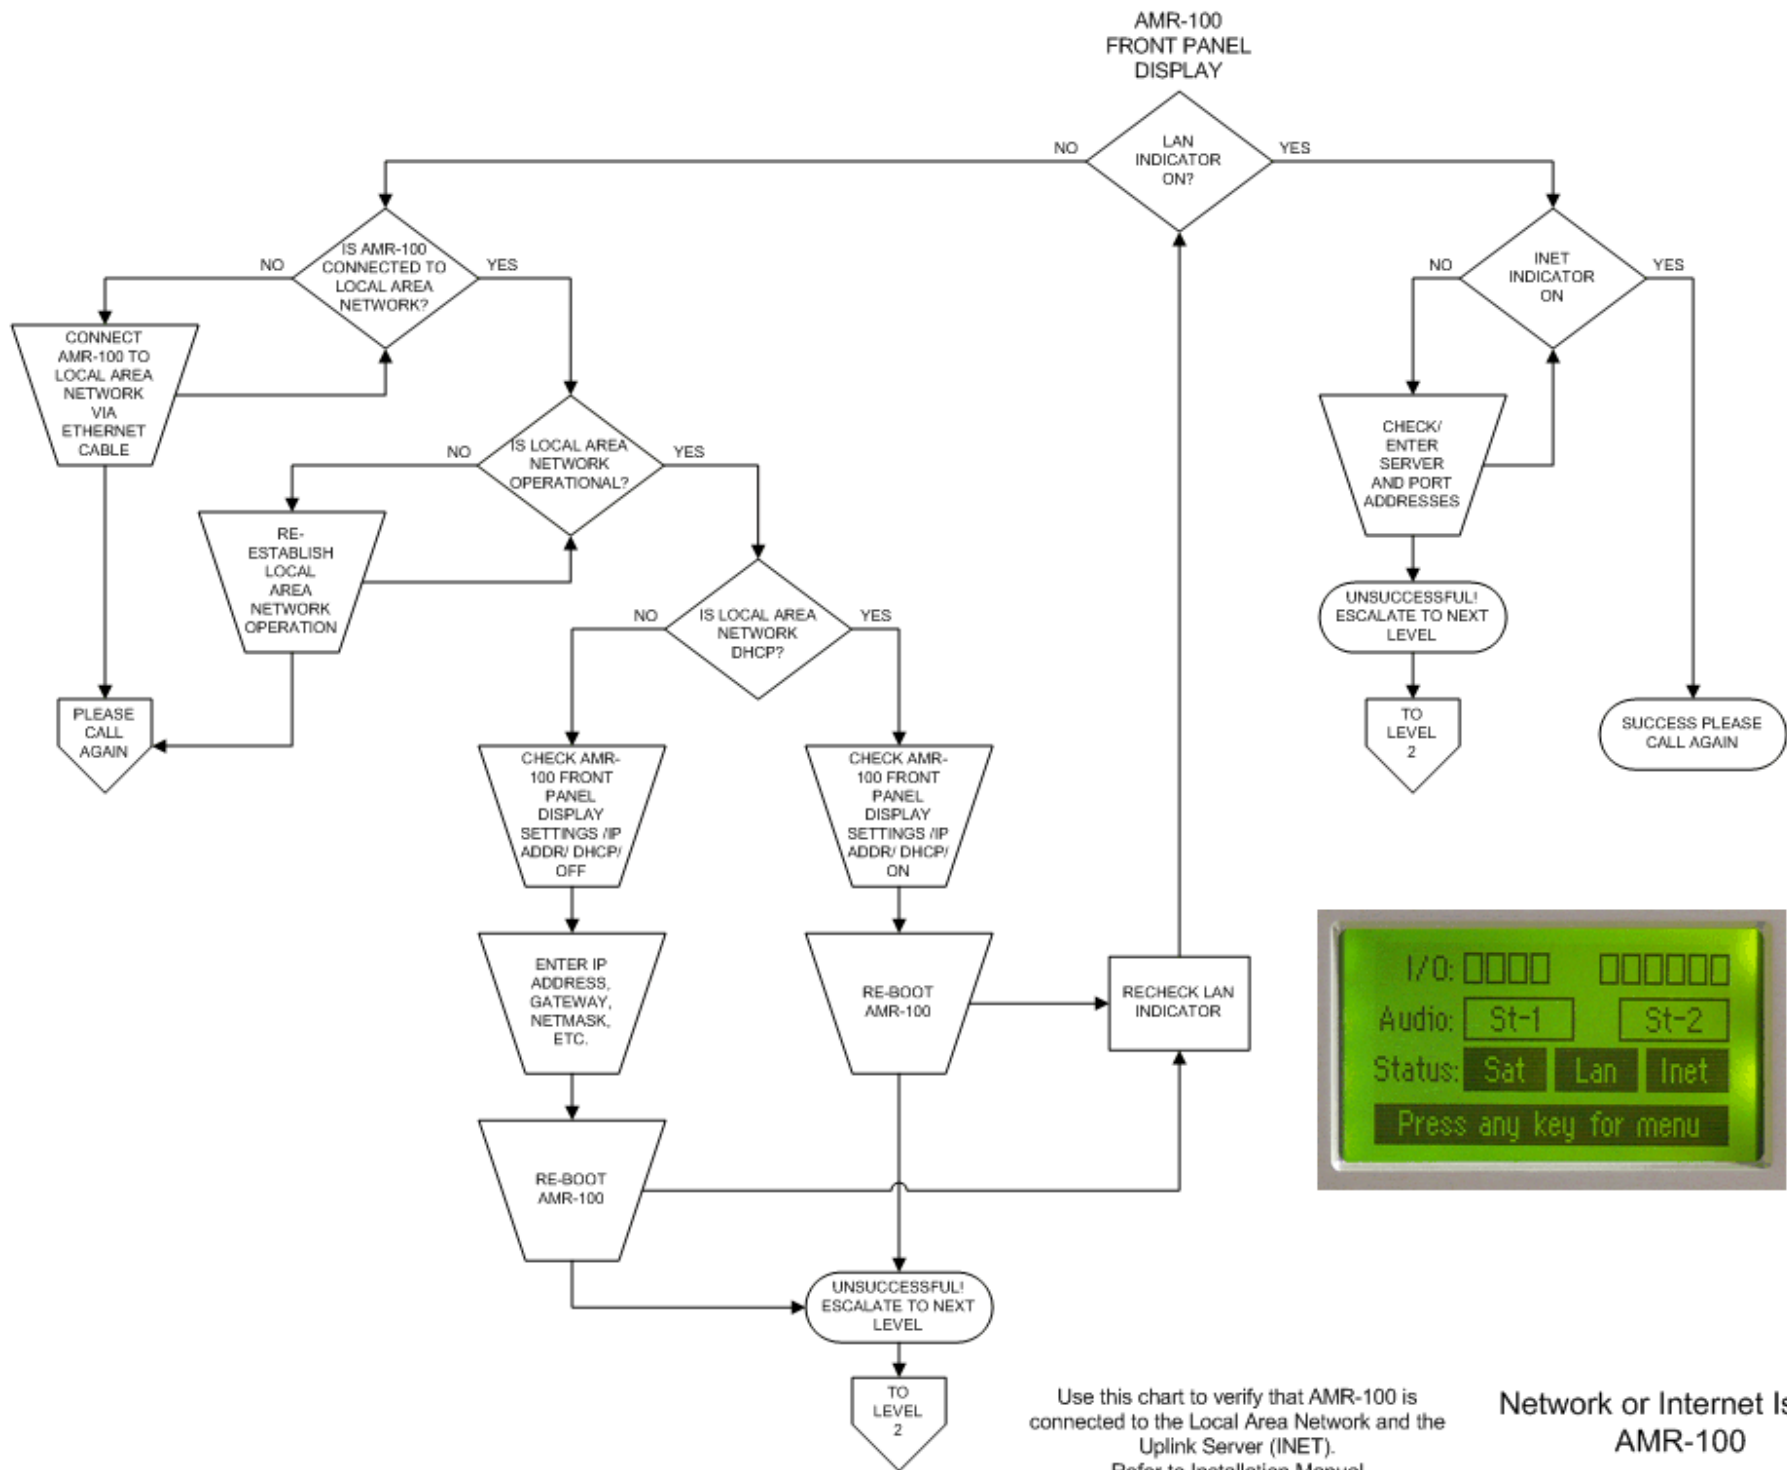 AMR-100
FRONT PANEL
DISPLAY
LAN
INDICATOR
ON?
NO
YES
IS AMR-100
CONNECTED TO
LOCAL AREA
NETWORK?
NO
YES
INET
INDICATOR
ON
NO
YES
CONNECT
AMR-100 TO
LOCAL AREA
NETWORK
VIA
ETHERNET
CABLE
IS LOCAL AREA
NETWORK
OPERATIONAL?
NO
YES
CHECK/
ENTER
SERVER
AND PORT
ADDRESSES
RE-
ESTABLISH
LOCAL
AREA
NETWORK
OPERATION
IS LOCAL AREA
NETWORK
DHCP?
NO
YES
UNSUCCESSFUL!
ESCALATE TO NEXT
LEVEL
PLEASE
CALL
AGAIN
TO
LEVEL
2
SUCCESS PLEASE
CALL AGAIN
CHECK AMR-
100 FRONT
PANEL
DISPLAY
SETTINGS /IP
ADDR/ DHCP/
OFF
CHECK AMR-
100 FRONT
PANEL
DISPLAY
SETTINGS /IP
ADDR/ DHCP/
ON
ENTER IP
ADDRESS,
GATEWAY,
NETMASK,
ETC.
RE-BOOT
AMR-100
RECHECK LAN
INDICATOR
I/O:
Audio: St-1 St-2
Status: Sat Lan Inet
Press any key for menu
RE-BOOT
AMR-100
UNSUCCESSFUL!
ESCALATE TO NEXT
LEVEL
TO
LEVEL
2
Use this chart to verify that AMR-100 is
connected to the Local Area Network and the
Uplink Server (INET).
Refer to Installation Manual
Network or Internet Is
AMR-100